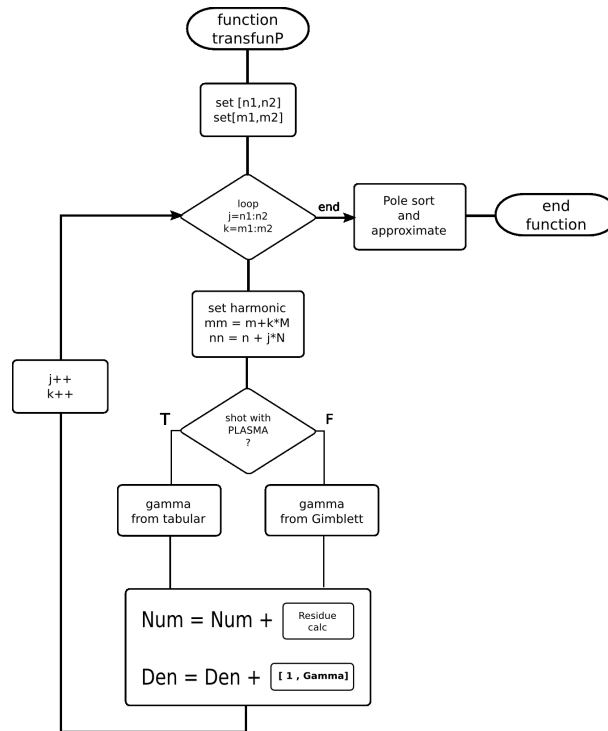 function
transfunP
set [n1,n2]
set[m1,m2]
loop
j=n1:n2
k=m1:m2
end
Pole sort
and
approximate
end
function
set harmonic
mm = m+k*M
nn = n + j*N
j++
k++
T
shot with
PLASMA
?
F
gamma
from tabular
gamma
from Gimblett
Num = Num + Residue
calc
Den = Den + [ 1 , Gamma]